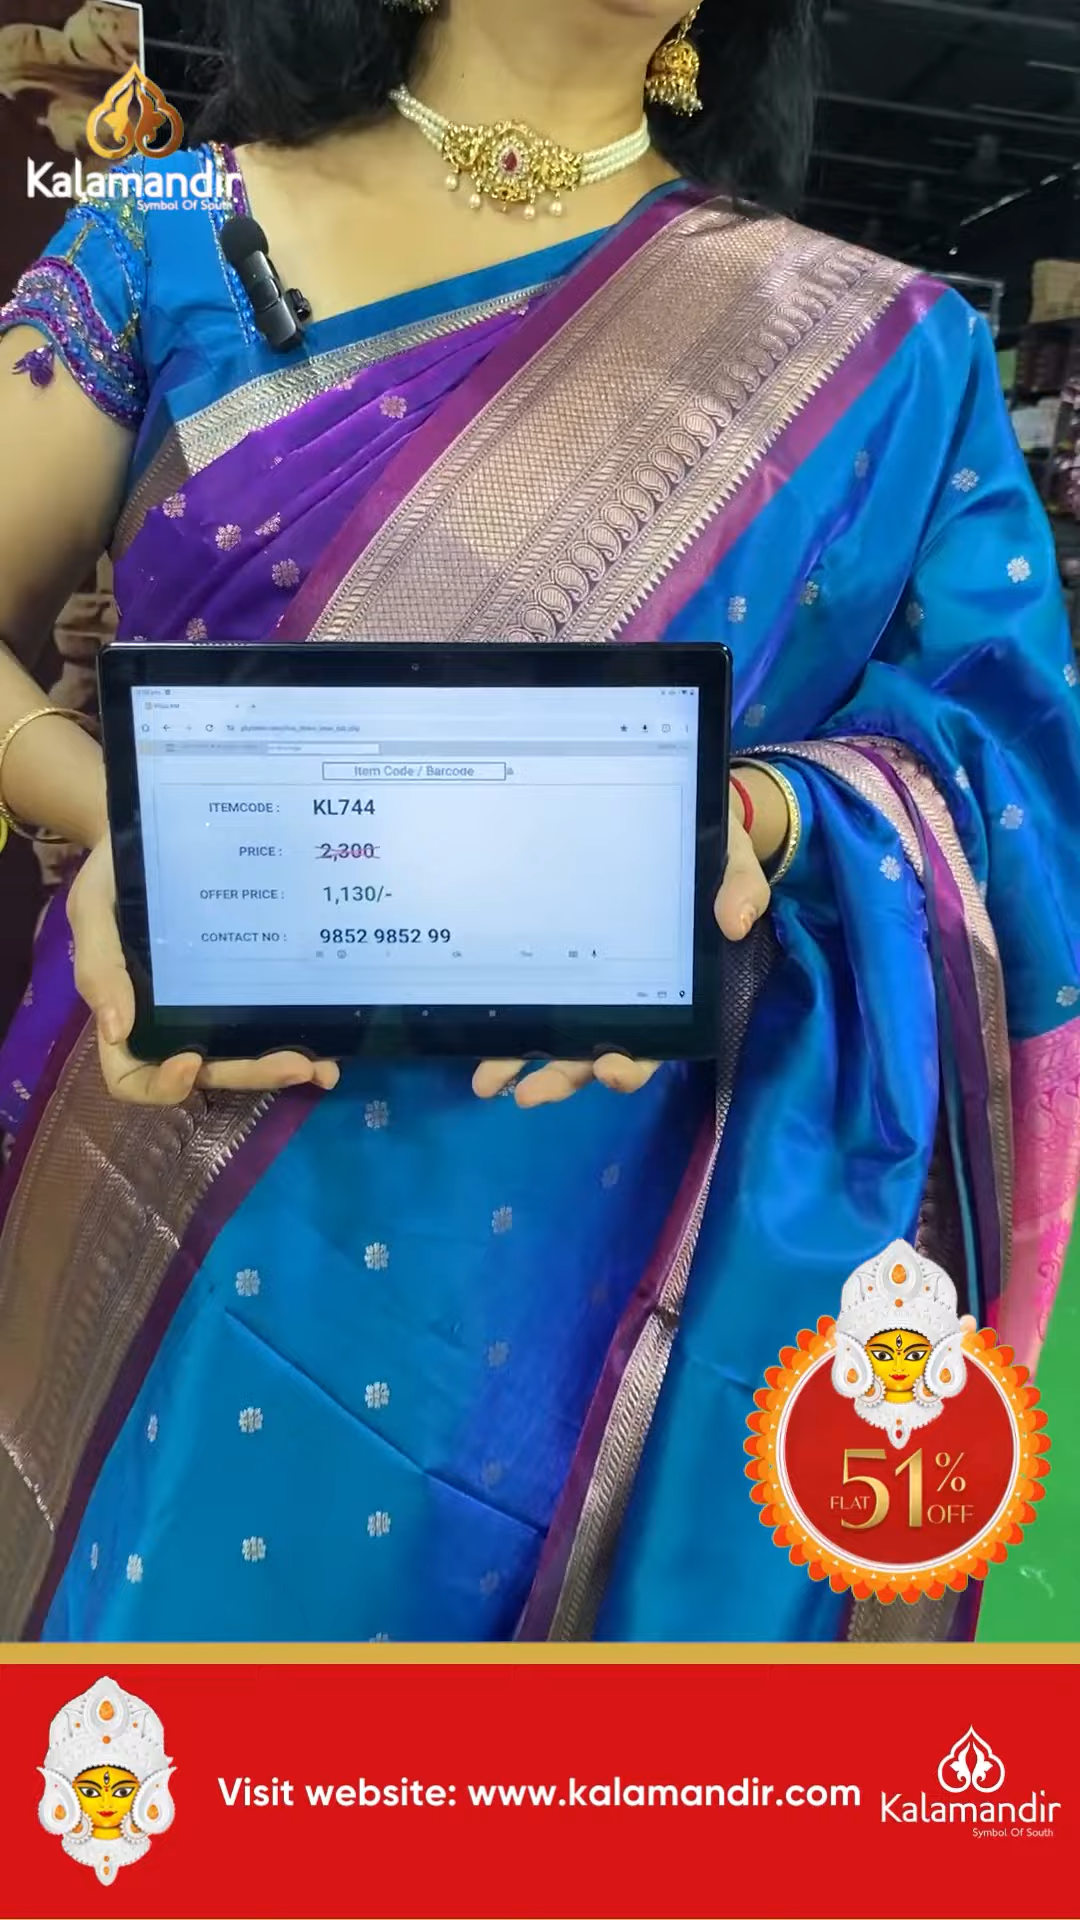 Kalamandir
Symbol Of South
Item Code / Barcode
ITEMCODE : KL744
PRICE : 2,300
OFFER PRICE : 1,130/-
CONTACT NO : 9852 9852 99
FLAT 51% OFF
Visit website: www.kalamandir.com
Kalamandir
Symbol Of South